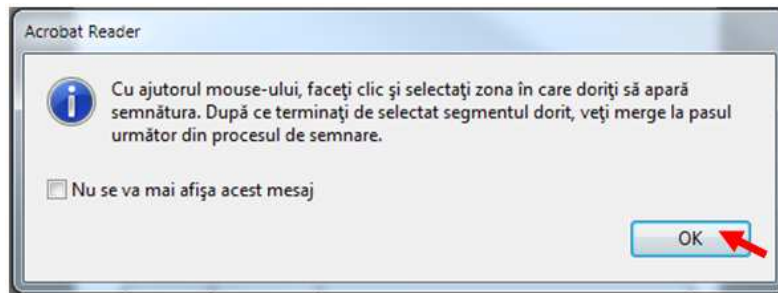 Acrobat Reader
Cu ajutorul mouse-ului, faceţi clic şi selectaţi zona în care doriţi să apară
semnătura. După ce terminaţi de selectat segmentul dorit, veţi merge la pasul
următor din procesul de semnare.
Nu se va mai afişa acest mesaj
OK